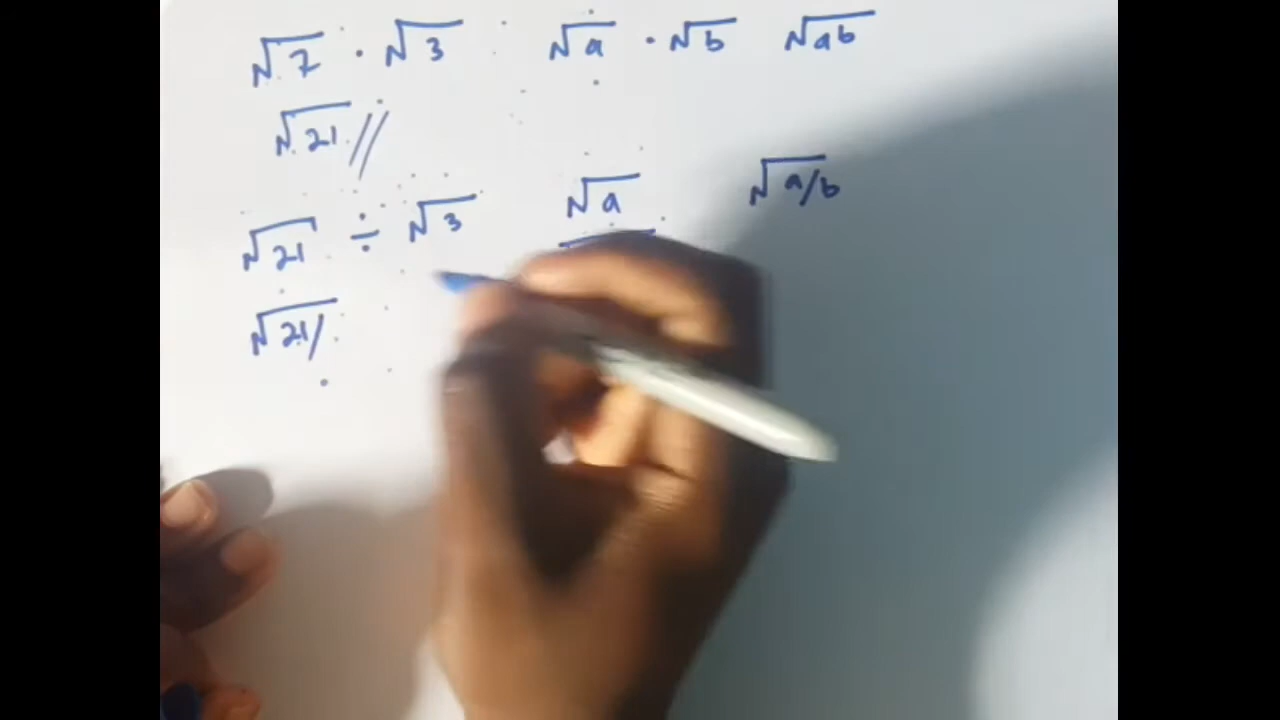 √7 · √3 √a · √b √ab
√21 //
√21 ÷ √3 √a √a/b
√21/